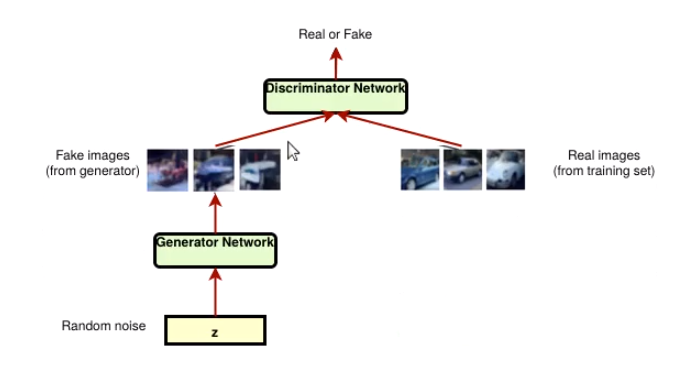 Real or Fake
Discriminator Network
Fake images
(from generator)
Real images
(from training set)
Generator Network
Random noise
z